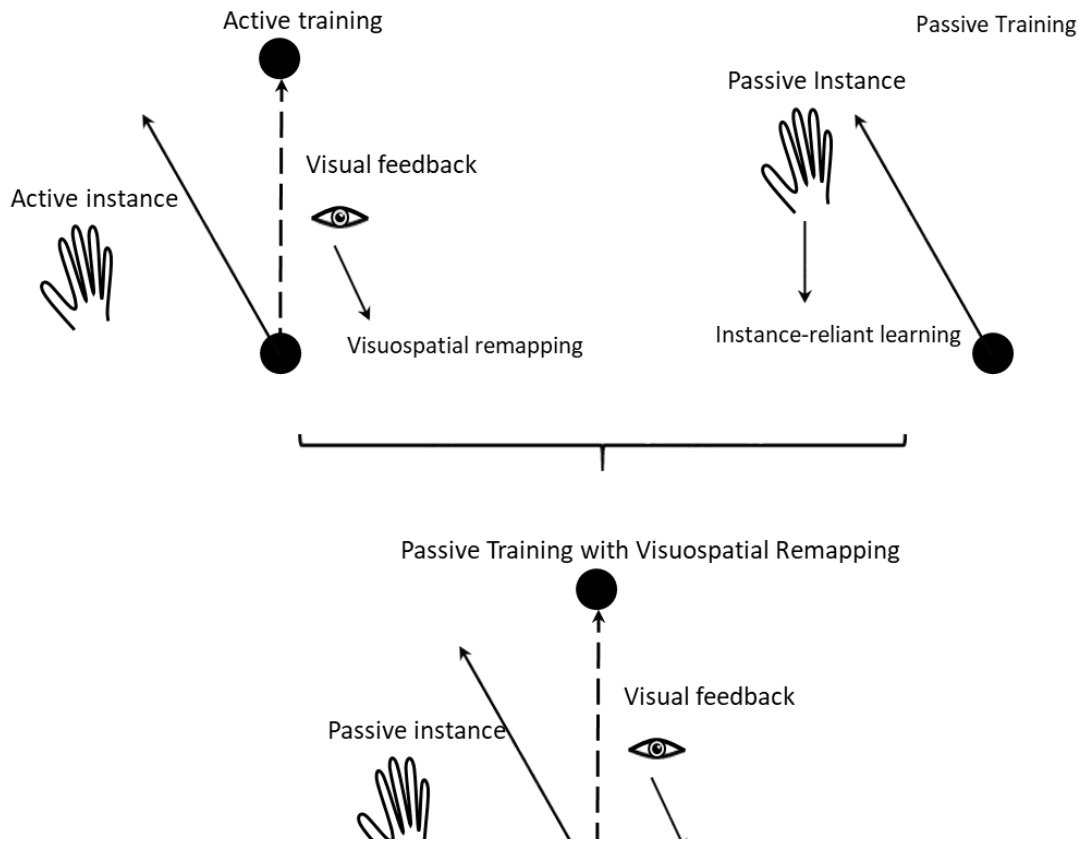 Active training
Passive Training
Passive Instance
Visual feedback
Active instance
Visuospatial remapping
Instance-reliant learning
Passive Training with Visuospatial Remapping
Visual feedback
Passive instance